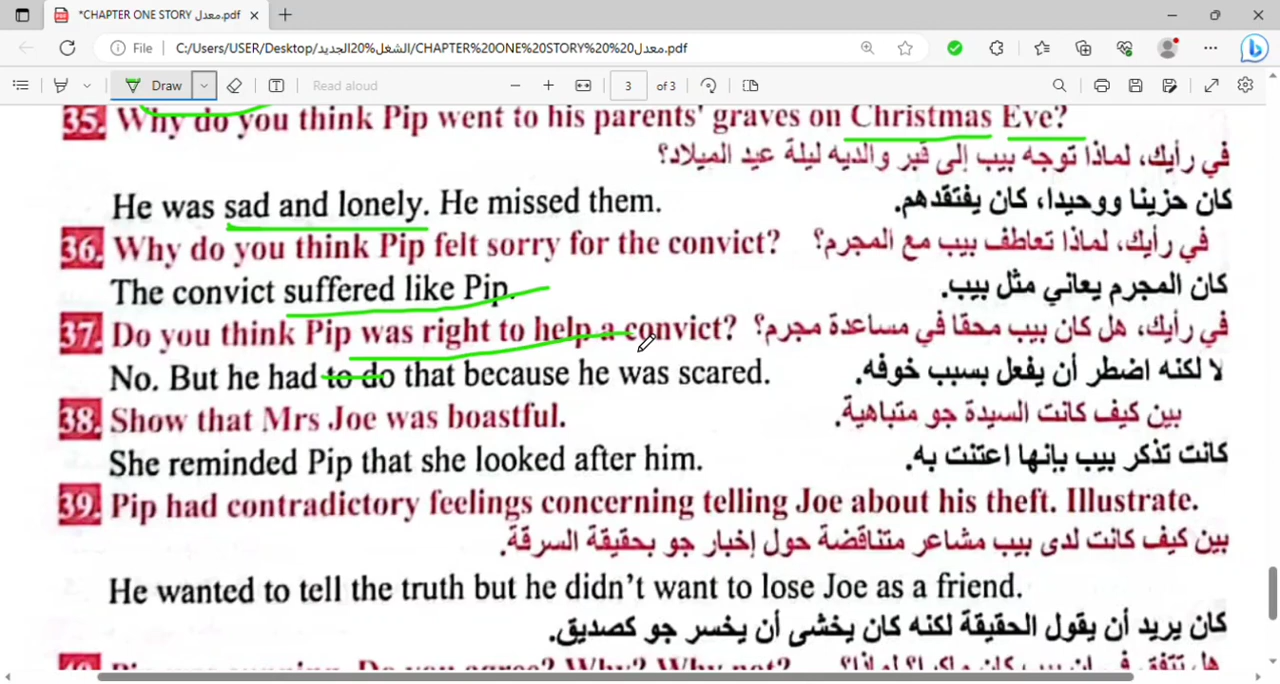 *CHAPTER ONE STORY معدل.pdf
File C:/Users/USER/Desktop/الشغل%20الجديد/CHAPTER%20ONE%20STORY%20%20معدل.pdf
Draw Read aloud 3 of 3
35. Why do you think Pip went to his parents' graves on Christmas Eve?
في رأيك، لماذا توجه بيب إلى قبر والديه ليلة عيد الميلاد؟
He was sad and lonely. He missed them. كان حزينا ووحيدا، كان يفتقدهم.
36. Why do you think Pip felt sorry for the convict? في رأيك، لماذا تعاطف بيب مع المجرم؟
The convict suffered like Pip. كان المجرم يعاني مثل بيب.
37. Do you think Pip was right to help a convict? في رأيك، هل كان بيب محقا في مساعدة مجرم؟
No. But he had to do that because he was scared. لا لكنه اضطر أن يفعل بسبب خوفه.
38. Show that Mrs Joe was boastful. بين كيف كانت السيدة جو متباهية.
She reminded Pip that she looked after him. كانت تذكر بيب بإنها اعتنت به.
39. Pip had contradictory feelings concerning telling Joe about his theft. Illustrate.
بين كيف كانت لدى بيب مشاعر متناقضة حول إخبار جو بحقيقة السرقة.
He wanted to tell the truth but he didn't want to lose Joe as a friend.
كان يريد أن يقول الحقيقة لكنه كان يخشى أن يخسر جو كصديق.
Do you agree? Why? Why not?